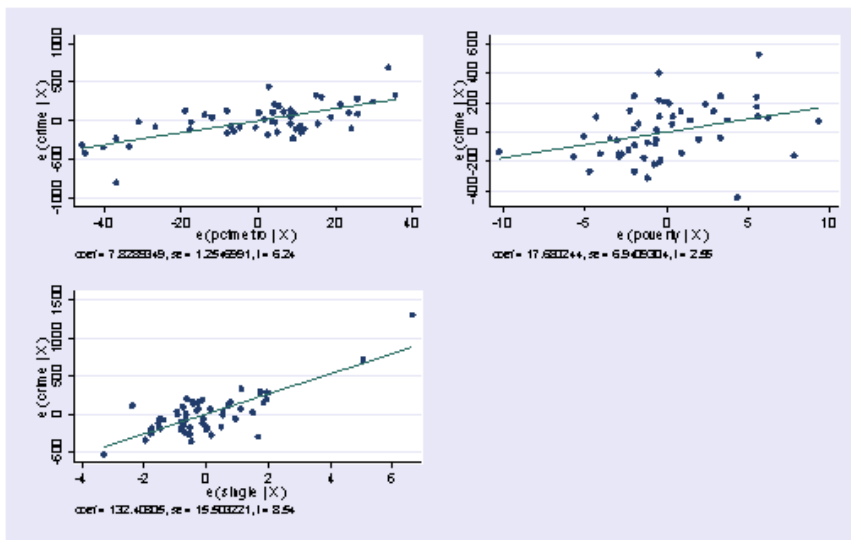 e( crime | X )
-1000 -500 0 500 1000
-40 -20 0 20 40
e( pctmetro | X )
coef = 7.8289349, se = 1.2546991, t = 6.24
e( crime | X )
-400 -200 0 200 400 600
-10 -5 0 5 10
e( poverty | X )
coef = 17.680244, se = 6.9409304, t = 2.55
e( crime | X )
-500 0 500 1000 1500
-4 -2 0 2 4 6
e( single | X )
coef = 132.40805, se = 15.503221, t = 8.54